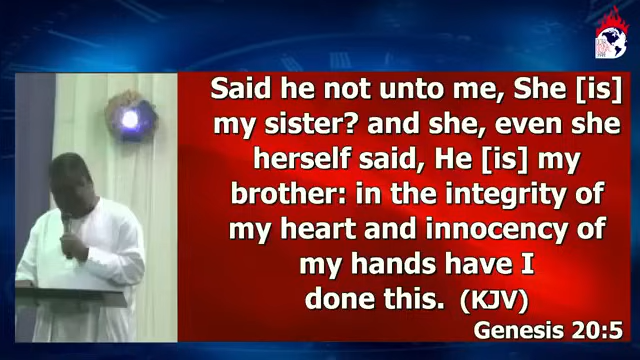 Said he not unto me, She [is]
my sister? and she, even she
herself said, He [is] my
brother: in the integrity of
my heart and innocency of
my hands have I
done this. (KJV)
Genesis 20:5